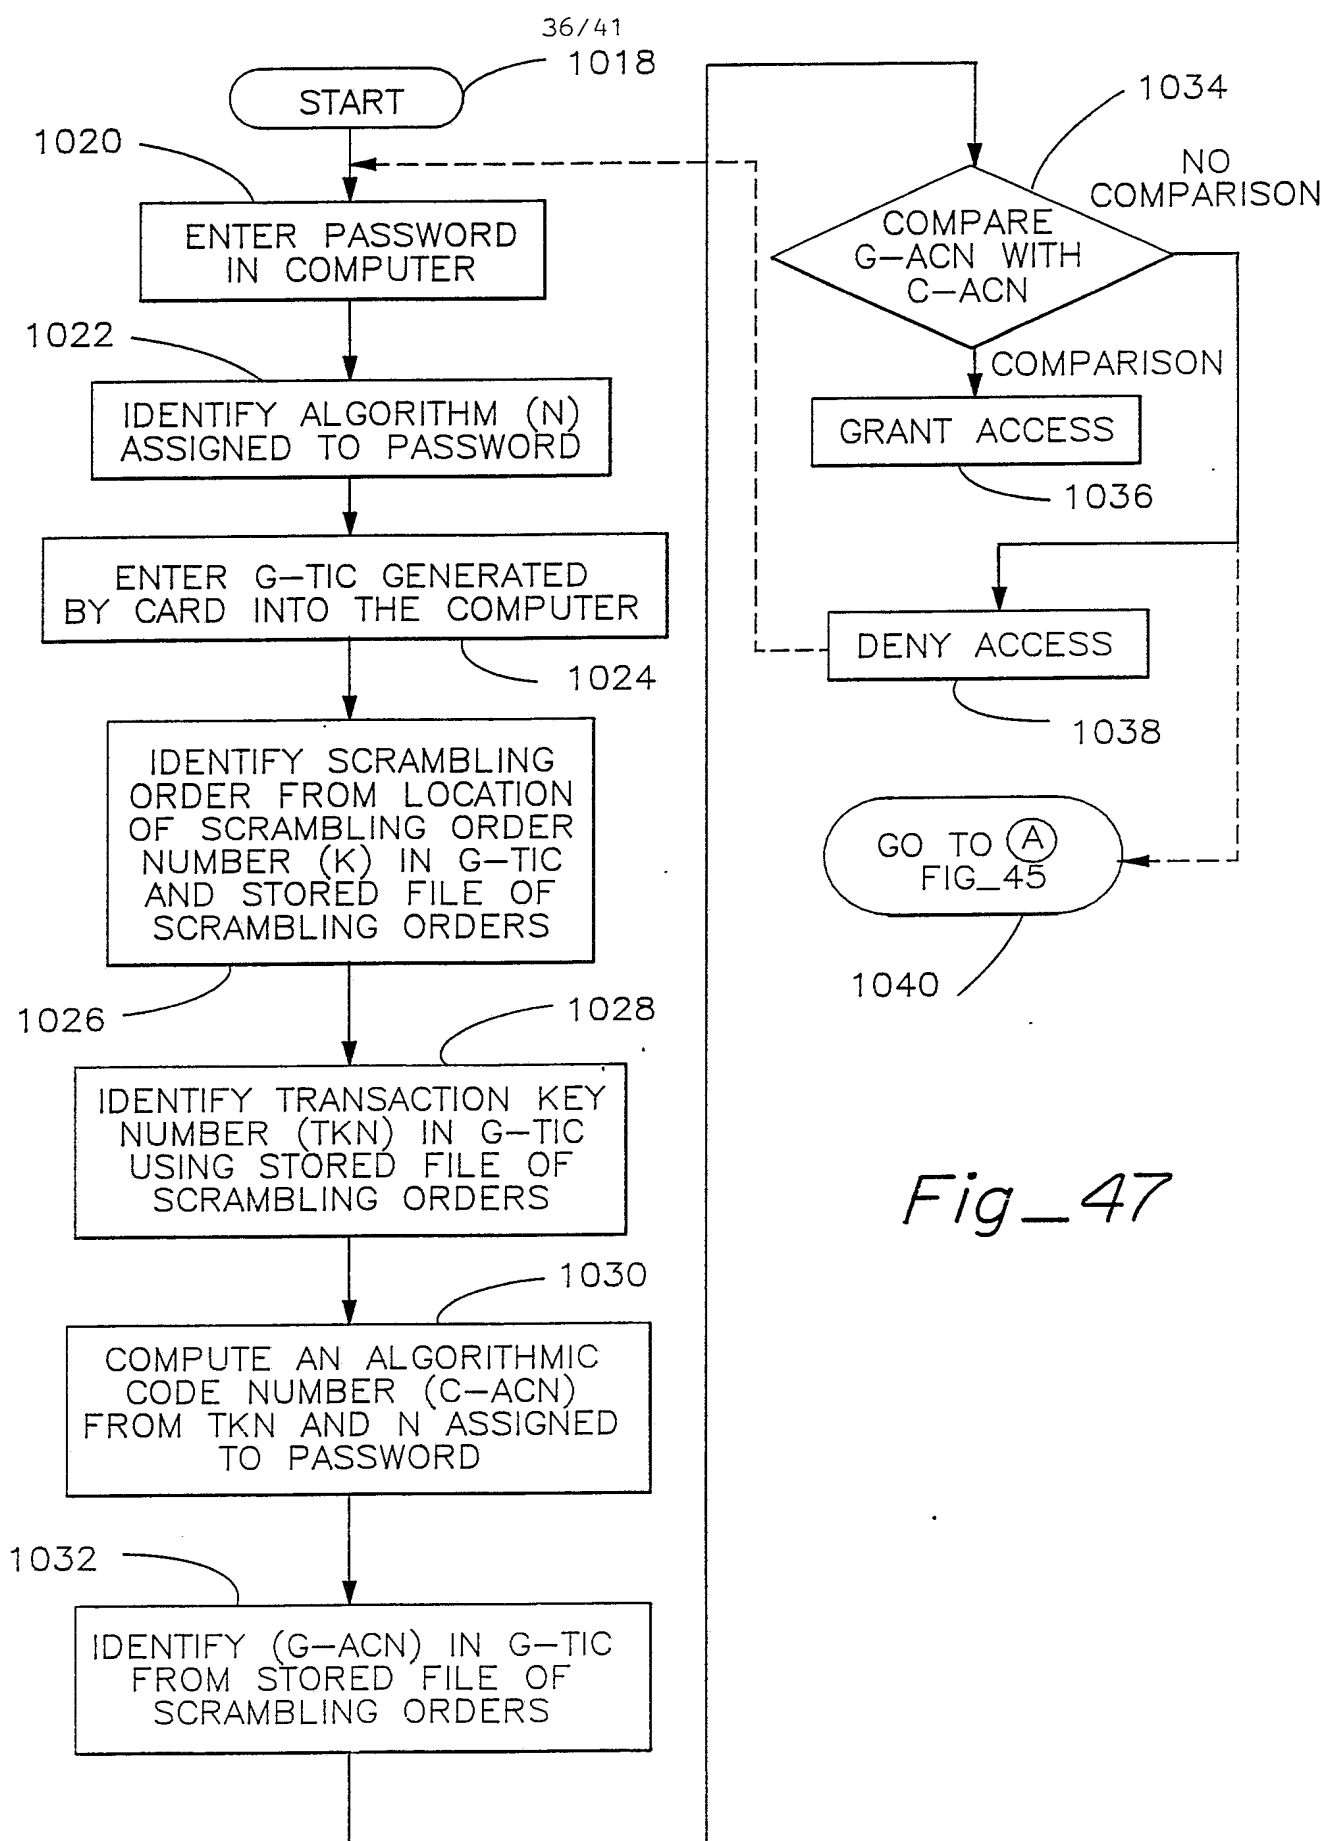 36/41
1018
START
1020
ENTER PASSWORD
IN COMPUTER
1022
IDENTIFY ALGORITHM (N)
ASSIGNED TO PASSWORD
ENTER G-TIC GENERATED
BY CARD INTO THE COMPUTER
1024
IDENTIFY SCRAMBLING
ORDER FROM LOCATION
OF SCRAMBLING ORDER
NUMBER (K) IN G-TIC
AND STORED FILE OF
SCRAMBLING ORDERS
1026
1028
IDENTIFY TRANSACTION KEY
NUMBER (TKN) IN G-TIC
USING STORED FILE OF
SCRAMBLING ORDERS
1030
COMPUTE AN ALGORITHMIC
CODE NUMBER (C-ACN)
FROM TKN AND N ASSIGNED
TO PASSWORD
1032
IDENTIFY (G-ACN) IN G-TIC
FROM STORED FILE OF
SCRAMBLING ORDERS
1034
NO
COMPARISON
COMPARE
G-ACN WITH
C-ACN
COMPARISON
GRANT ACCESS
1036
DENY ACCESS
1038
GO TO A
FIG_45
1040
Fig_47